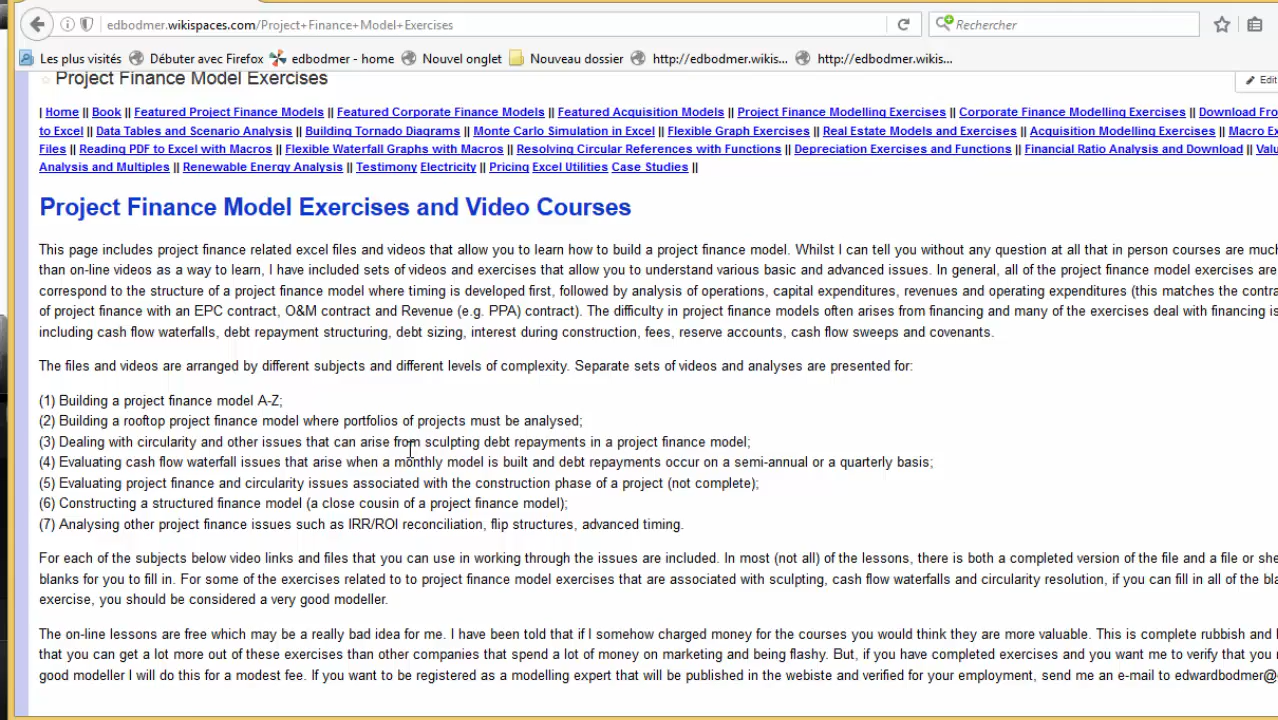 edbodmer.wikispaces.com/Project+Finance+Model+Exercises
Rechercher
Les plus visités Débuter avec Firefox edbodmer - home Nouvel onglet Nouveau dossier http://edbodmer.wikis... http://edbodmer.wikis...
Project Finance Model Exercises
Edi
| Home || Book || Featured Project Finance Models || Featured Corporate Finance Models || Featured Acquisition Models || Project Finance Modelling Exercises || Corporate Finance Modelling Exercises || Download Fro
to Excel || Data Tables and Scenario Analysis || Building Tornado Diagrams || Monte Carlo Simulation in Excel || Flexible Graph Exercises || Real Estate Models and Exercises || Acquisition Modelling Exercises || Macro Ex
Files || Reading PDF to Excel with Macros || Flexible Waterfall Graphs with Macros || Resolving Circular References with Functions || Depreciation Exercises and Functions || Financial Ratio Analysis and Download || Valu
Analysis and Multiples || Renewable Energy Analysis || Testimony Electricity || Pricing Excel Utilities Case Studies ||
Project Finance Model Exercises and Video Courses
This page includes project finance related excel files and videos that allow you to learn how to build a project finance model. Whilst I can tell you without any question at all that in person courses are muc
than on-line videos as a way to learn, I have included sets of videos and exercises that allow you to understand various basic and advanced issues. In general, all of the project finance model exercises are
correspond to the structure of a project finance model where timing is developed first, followed by analysis of operations, capital expenditures, revenues and operating expenditures (this matches the contra
of project finance with an EPC contract, O&M contract and Revenue (e.g. PPA) contract). The difficulty in project finance models often arises from financing and many of the exercises deal with financing is
including cash flow waterfalls, debt repayment structuring, debt sizing, interest during construction, fees, reserve accounts, cash flow sweeps and covenants.
The files and videos are arranged by different subjects and different levels of complexity. Separate sets of videos and analyses are presented for:
(1) Building a project finance model A-Z;
(2) Building a rooftop project finance model where portfolios of projects must be analysed;
(3) Dealing with circularity and other issues that can arise from sculpting debt repayments in a project finance model;
(4) Evaluating cash flow waterfall issues that arise when a monthly model is built and debt repayments occur on a semi-annual or a quarterly basis;
(5) Evaluating project finance and circularity issues associated with the construction phase of a project (not complete);
(6) Constructing a structured finance model (a close cousin of a project finance model);
(7) Analysing other project finance issues such as IRR/ROI reconciliation, flip structures, advanced timing.
For each of the subjects below video links and files that you can use in working through the issues are included. In most (not all) of the lessons, there is both a completed version of the file and a file or she
blanks for you to fill in. For some of the exercises related to to project finance model exercises that are associated with sculpting, cash flow waterfalls and circularity resolution, if you can fill in all of the bla
exercise, you should be considered a very good modeller.
The on-line lessons are free which may be a really bad idea for me. I have been told that if I somehow charged money for the courses you would think they are more valuable. This is complete rubbish and I
that you can get a lot more out of these exercises than other companies that spend a lot of money on marketing and being flashy. But, if you have completed exercises and you want me to verify that you
good modeller I will do this for a modest fee. If you want to be registered as a modelling expert that will be published in the webiste and verified for your employment, send me an e-mail to edwardbodmer@